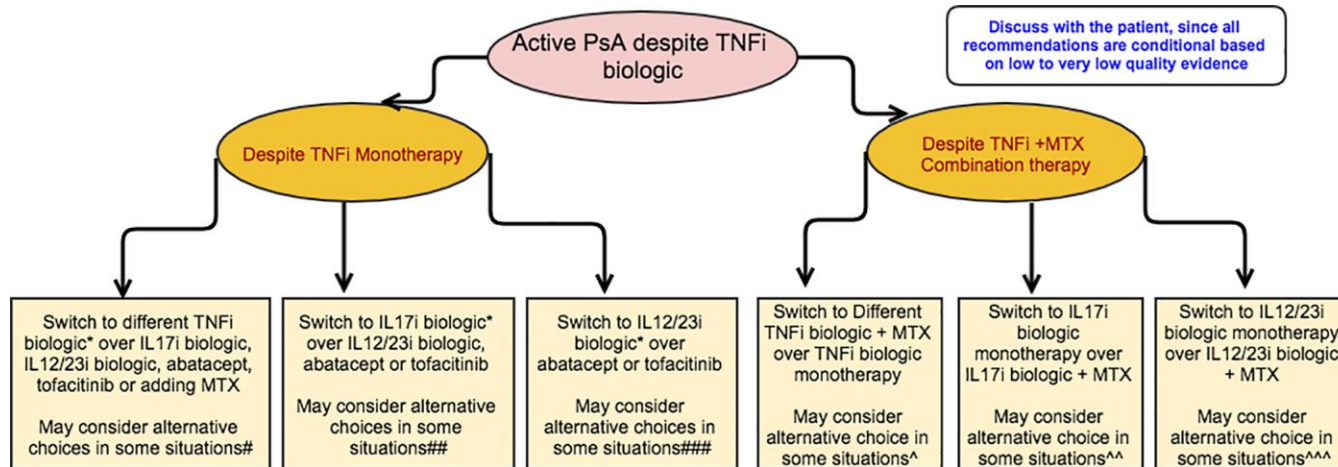 Active PsA despite TNFi
biologic
Discuss with the patient, since all
recommendations are conditional based
on low to very low quality evidence
Despite TNFi Monotherapy
Despite TNFi +MTX
Combination therapy
Switch to different TNFi
biologic* over IL17i biologic,
IL12/23i biologic, abatacept,
tofacitinib or adding MTX
May consider alternative
choices in some situations#
Switch to IL17i biologic*
over IL12/23i biologic,
abatacept or tofacitinib
May consider alternative
choices in some
situations##
Switch to IL12/23i
biologic* over
abatacept or tofacitinib
May consider
alternative choices in
some situations###
Switch to Different
TNFi biologic + MTX
over TNFi biologic
monotherapy
May consider
alternative choice in
some situations^
Switch to IL17i
biologic
monotherapy over
IL17i biologic + MTX
May consider
alternative choice in
some situations^^
Switch to IL12/23i
biologic monotherapy
over IL12/23i biologic
+ MTX
May consider
alternative choice in
some situations^^^